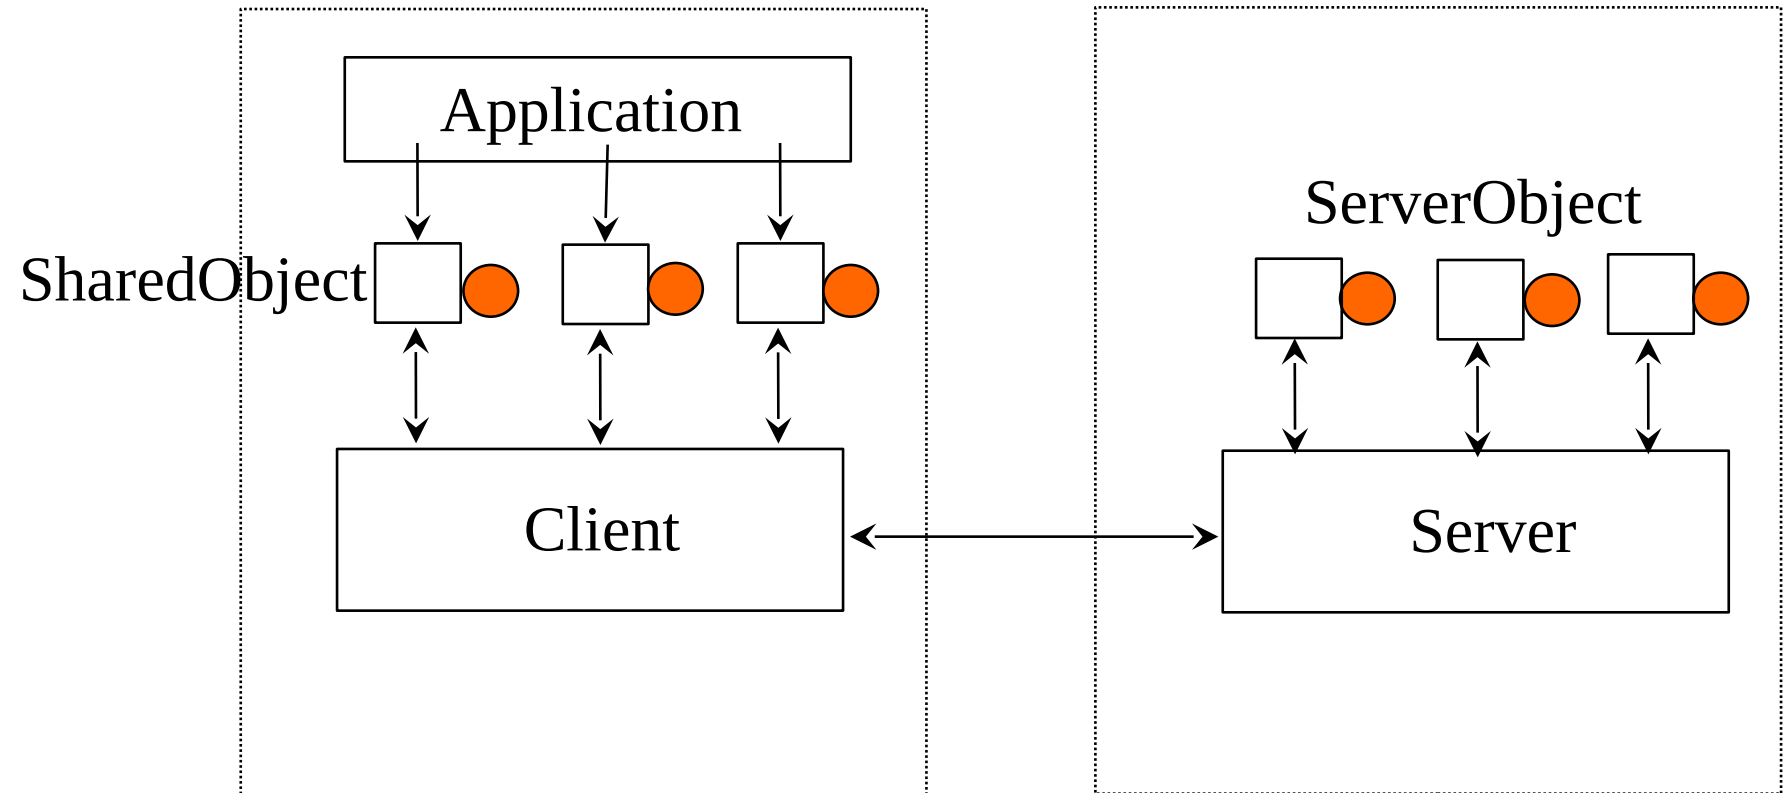 Application
SharedObject
Client
ServerObject
Server